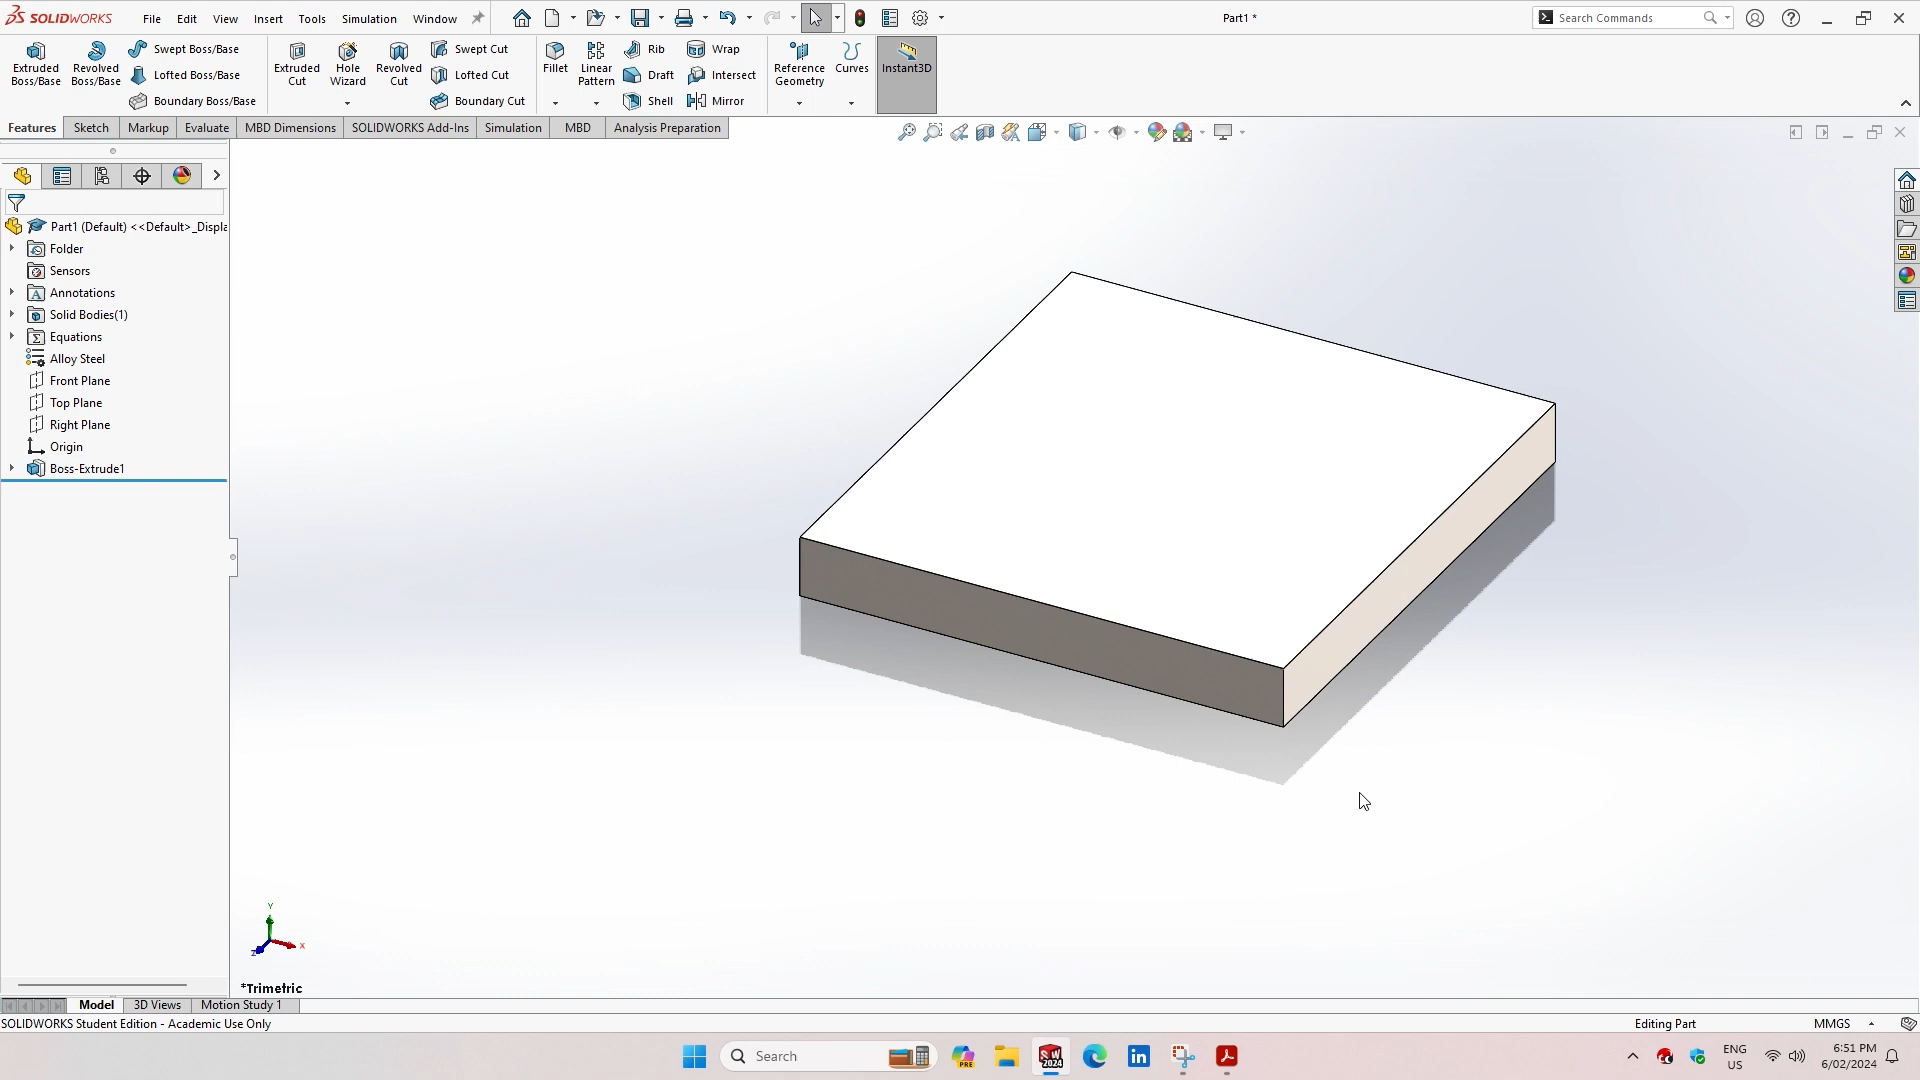 SOLIDWORKS File Edit View Insert Tools Simulation Window Part1 * Search Commands
Extruded Boss/Base
Revolved Boss/Base
Swept Boss/Base
Lofted Boss/Base
Boundary Boss/Base
Extruded Cut
Hole Wizard
Revolved Cut
Swept Cut
Lofted Cut
Boundary Cut
Fillet
Linear Pattern
Rib
Draft
Shell
Wrap
Intersect
Mirror
Reference Geometry
Curves
Instant3D
Features Sketch Markup Evaluate MBD Dimensions SOLIDWORKS Add-Ins Simulation MBD Analysis Preparation
Part1 (Default) <<Default>_Displa
Folder
Sensors
Annotations
Solid Bodies(1)
Equations
Alloy Steel
Front Plane
Top Plane
Right Plane
Origin
Boss-Extrude1
Y
X
Z
*Trimetric
Model 3D Views Motion Study 1
SOLIDWORKS Student Edition - Academic Use Only Editing Part MMGS
Search
PRE
SW
2024
ENG
US
6:51 PM
6/02/2024